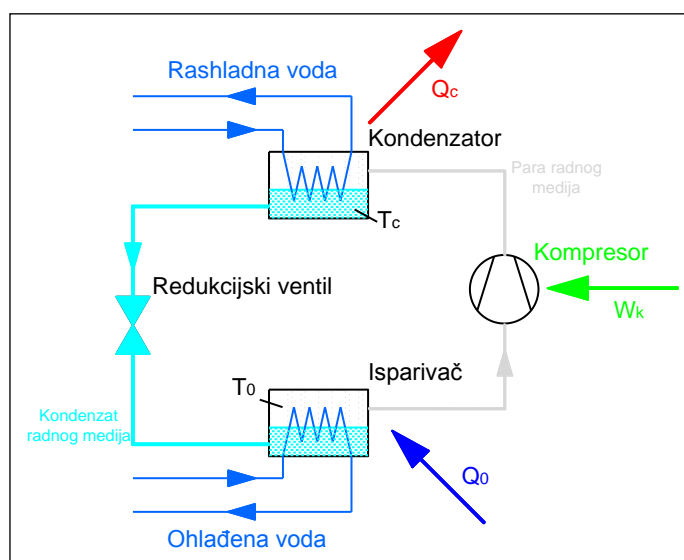 Rashladna voda
Qc
Kondenzator
Para radnog
medija
Tc
Kompresor
Redukcijski ventil
Wk
Isparivač
T0
Kondenzat
radnog medija
Q0
Ohlađena voda